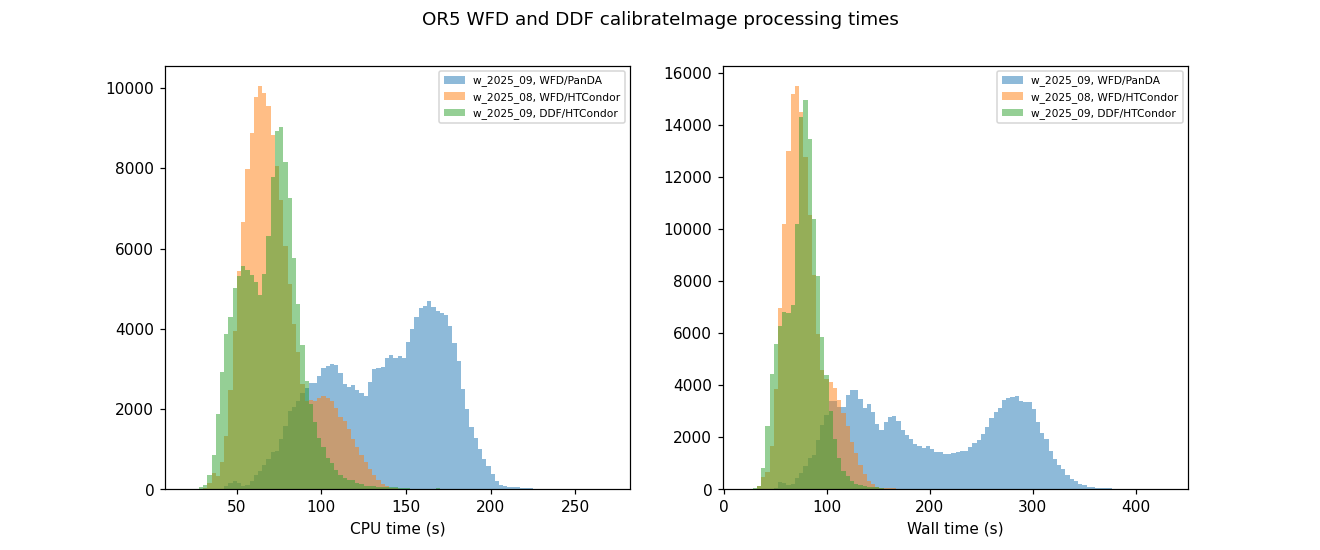 OR5 WFD and DDF calibrateImage processing times
w_2025_09, WFD/PanDA
w_2025_08, WFD/HTCondor
w_2025_09, DDF/HTCondor
10000
8000
6000
4000
2000
0
50
100
150
200
250
CPU time (s)
w_2025_09, WFD/PanDA
w_2025_08, WFD/HTCondor
w_2025_09, DDF/HTCondor
16000
14000
12000
10000
8000
6000
4000
2000
0
0
100
200
300
400
Wall time (s)